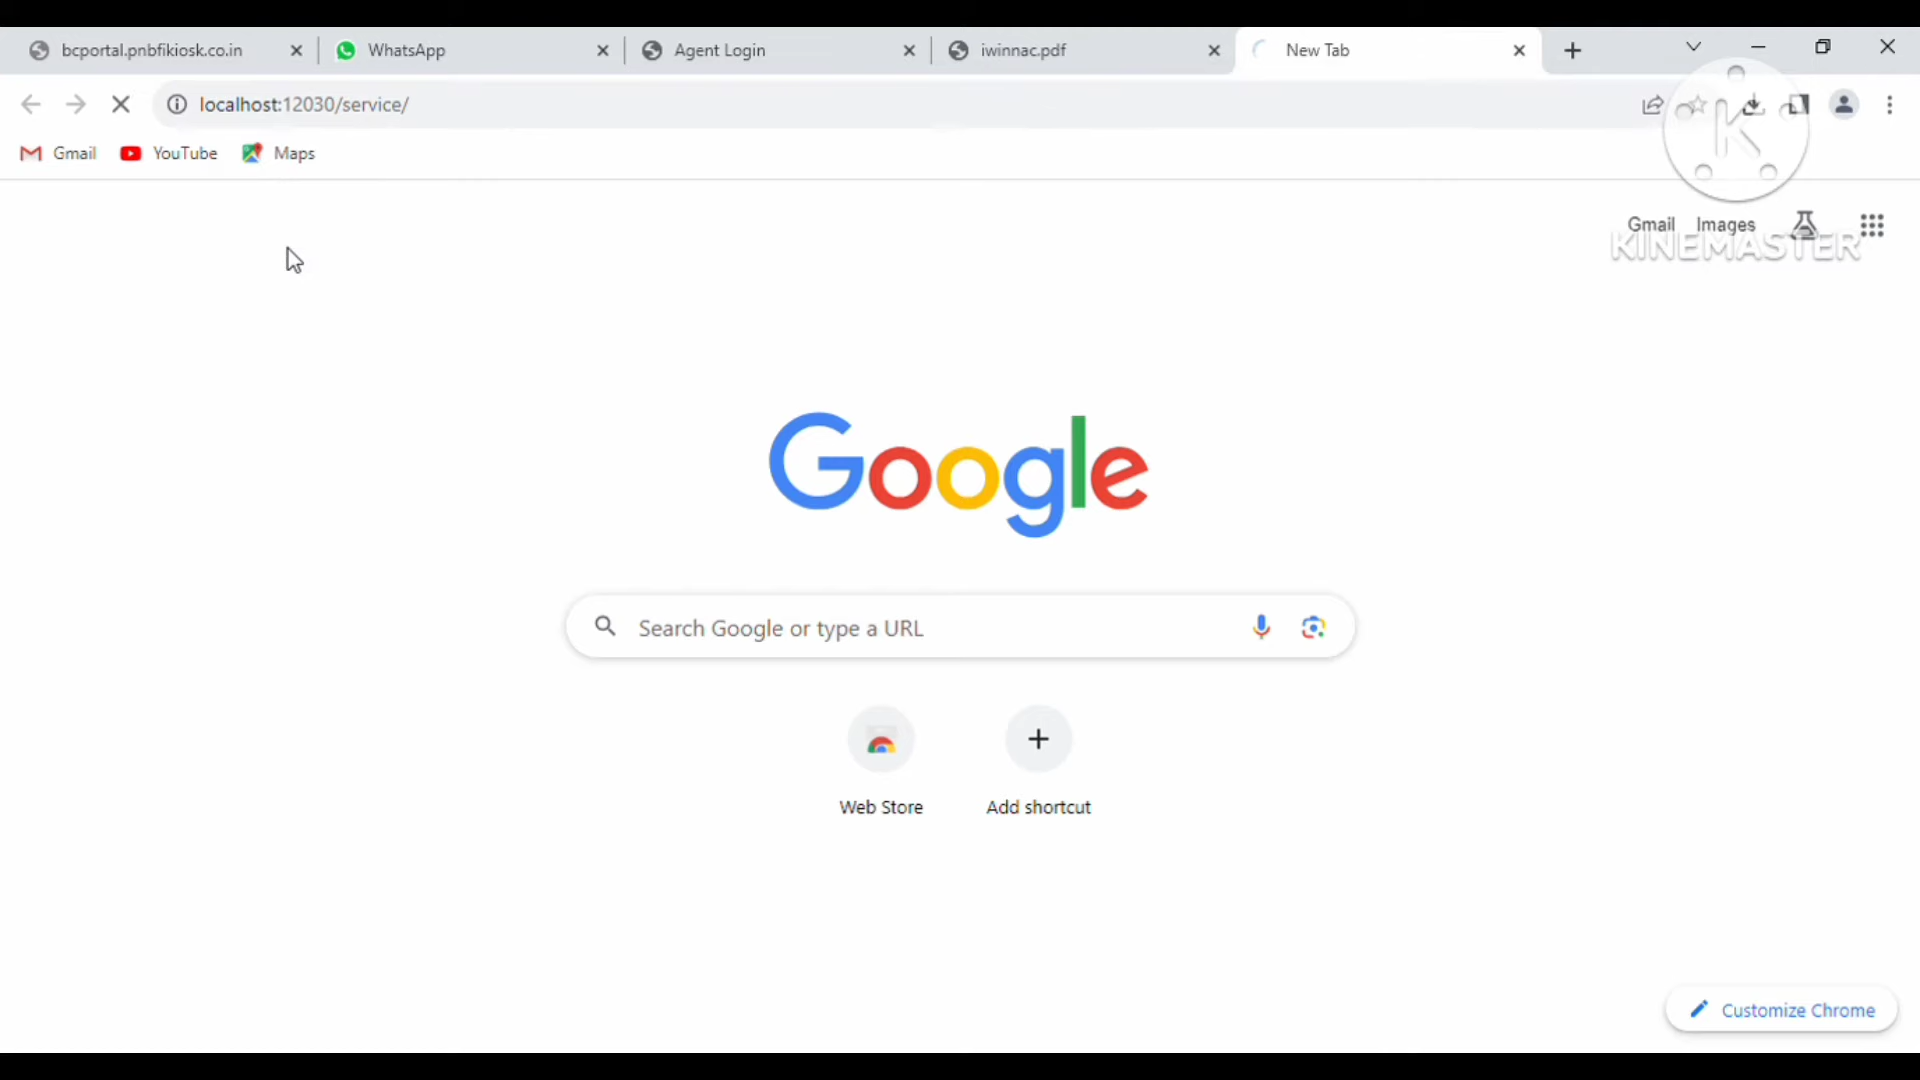 bcportal.pnbfikiosk.co.in
WhatsApp
Agent Login
iwinnac.pdf
New Tab
localhost:12030/service/
Gmail
YouTube
Maps
K
Gmail
Images
KINEMASTER
Google
Search Google or type a URL
Web Store
Add shortcut
Customize Chrome